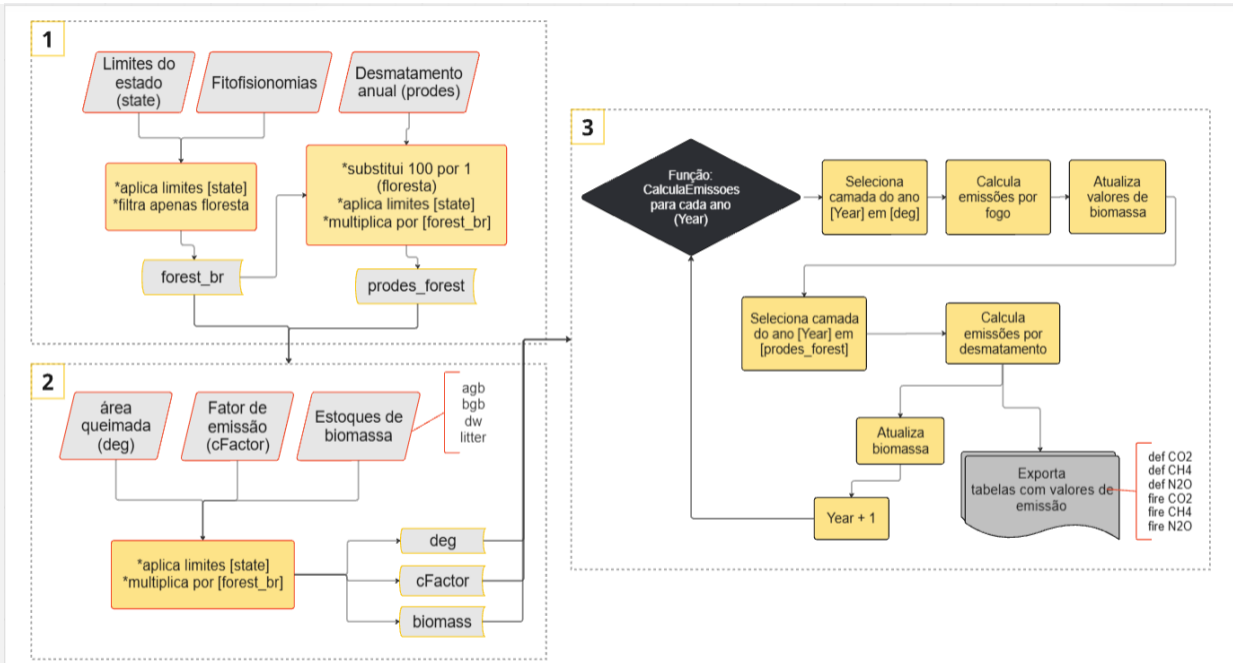 1
Limites do
estado
(state)
Fitofisionomias
Desmatamento
anual (prodes)
*aplica limites [state]
*filtra apenas floresta
*substitui 100 por 1
(floresta)
*aplica limites [state]
*multiplica por [forest_br]
forest_br
prodes_forest
2
área
queimada
(deg)
Fator de
emissão
(cFactor)
Estoques de
biomassa
agb
bgb
dw
litter
*aplica limites [state]
*multiplica por [forest_br]
deg
cFactor
biomass
3
Função:
CalculaEmissoes
para cada ano
(Year)
Seleciona
camada do ano
[Year] em [deg]
Calcula
emissões por
fogo
Atualiza
valores de
biomassa
Seleciona camada
do ano [Year] em
[prodes_forest]
Calcula
emissões por
desmatamento
Atualiza
biomassa
Year + 1
Exporta
tabelas com valores de
emissão
def CO2
def CH4
def N2O
fire CO2
fire CH4
fire N2O